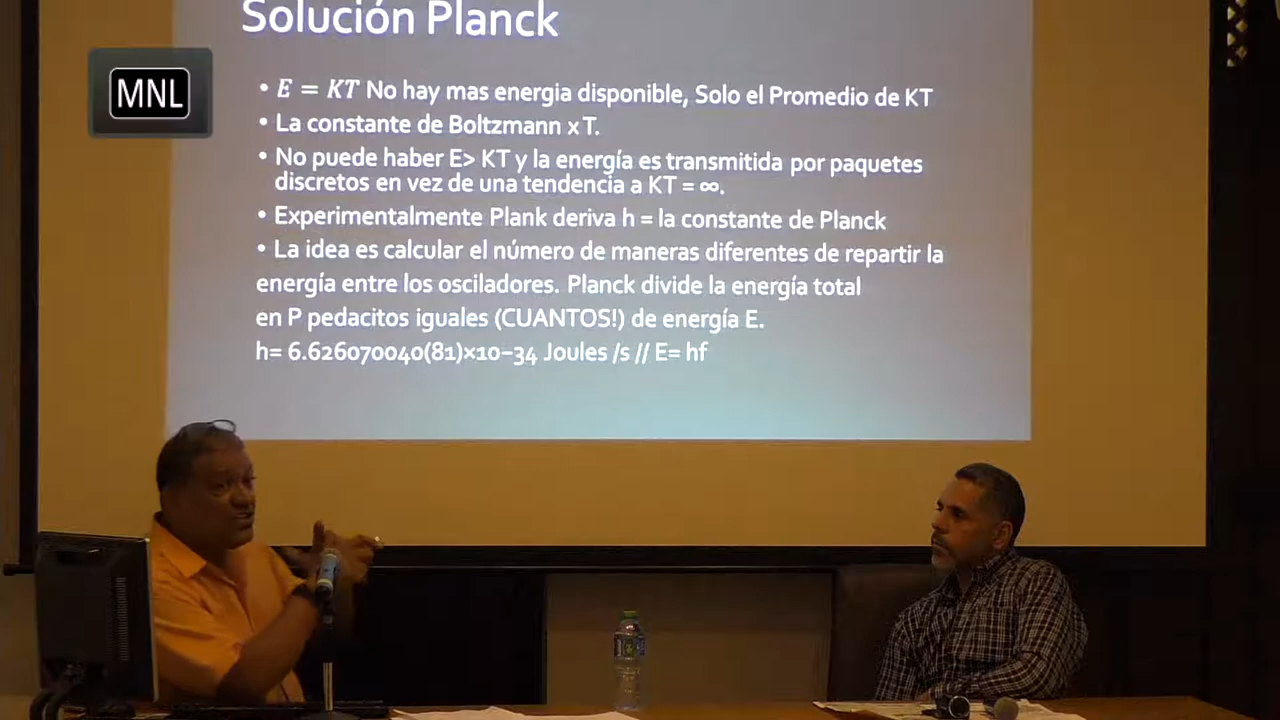 Solución Planck
MNL
• E = KT No hay mas energia disponible, Solo el Promedio de KT
• La constante de Boltzmann x T.
• No puede haber E> KT y la energía es transmitida por paquetes
discretos en vez de una tendencia a KT = ∞.
• Experimentalmente Plank deriva h = la constante de Planck
• La idea es calcular el número de maneras diferentes de repartir la
energía entre los osciladores. Planck divide la energía total
en P pedacitos iguales (CUANTOS!) de energía E.
h= 6.626070040(81)×10−34 Joules /s // E= hf